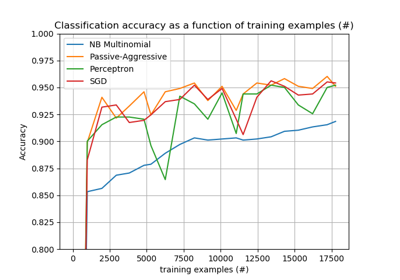 Classification accuracy as a function of training examples (#)
1.000
0.975
0.950
0.925
0.900
0.875
0.850
0.825
0.800
Accuracy
NB Multinomial
Passive-Aggressive
Perceptron
SGD
0 2500 5000 7500 10000 12500 15000 17500
training examples (#)